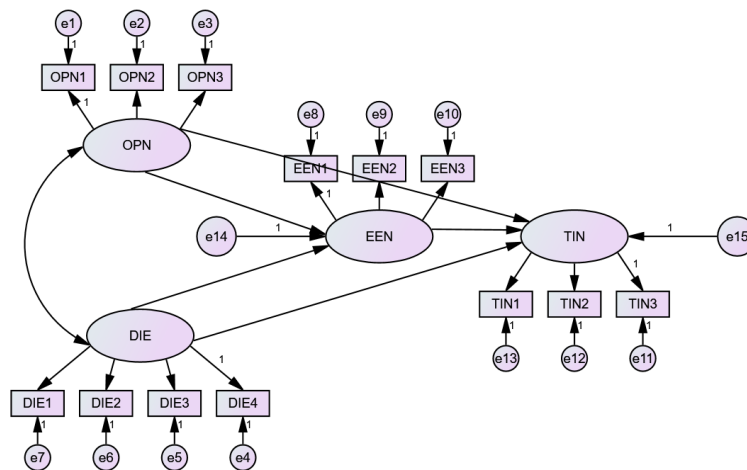 e1 e2 e3
1 1 1
OPN1 OPN2 OPN3
1
e8 e9 e10
OPN
1 1 1
EEN1 EEN2 EEN3
1
e14 1 EEN TIN 1 e15
1
TIN1 TIN2 TIN3
DIE
1 1 1
1
e13 e12 e11
DIE1 DIE2 DIE3 DIE4
1 1 1 1
e7 e6 e5 e4